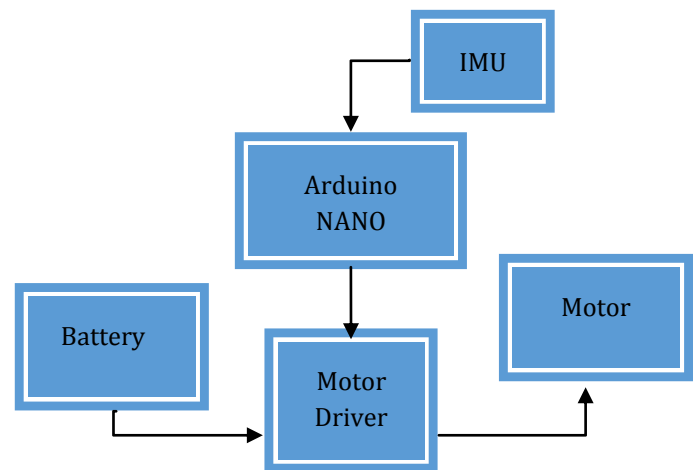 IMU
Arduino
NANO
Battery
Motor
Driver
Motor